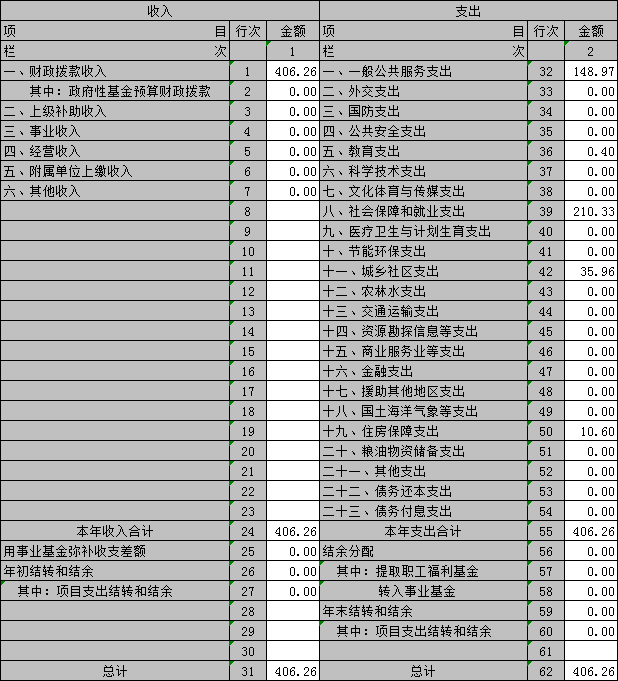 收入 支出
项 目 行次 金额 项 目 行次 金额
栏 次 1 栏 次 2
一、财政拨款收入 1 406.26 一、一般公共服务支出 32 148.97
其中：政府性基金预算财政拨款 2 0.00 二、外交支出 33 0.00
二、上级补助收入 3 0.00 三、国防支出 34 0.00
三、事业收入 4 0.00 四、公共安全支出 35 0.00
四、经营收入 5 0.00 五、教育支出 36 0.40
五、附属单位上缴收入 6 0.00 六、科学技术支出 37 0.00
六、其他收入 7 0.00 七、文化体育与传媒支出 38 0.00
8 八、社会保障和就业支出 39 210.33
9 九、医疗卫生与计划生育支出 40 0.00
10 十、节能环保支出 41 0.00
11 十一、城乡社区支出 42 35.96
12 十二、农林水支出 43 0.00
13 十三、交通运输支出 44 0.00
14 十四、资源勘探信息等支出 45 0.00
15 十五、商业服务业等支出 46 0.00
16 十六、金融支出 47 0.00
17 十七、援助其他地区支出 48 0.00
18 十八、国土海洋气象等支出 49 0.00
19 十九、住房保障支出 50 10.60
20 二十、粮油物资储备支出 51 0.00
21 二十一、其他支出 52 0.00
22 二十二、债务还本支出 53 0.00
23 二十三、债务付息支出 54 0.00
本年收入合计 24 406.26 本年支出合计 55 406.26
用事业基金弥补收支差额 25 0.00 结余分配 56 0.00
年初结转和结余 26 0.00 其中：提取职工福利基金 57 0.00
其中：项目支出结转和结余 27 0.00 转入事业基金 58 0.00
28 年末结转和结余 59 0.00
29 其中：项目支出结转和结余 60 0.00
30 61
总计 31 406.26 总计 62 406.26